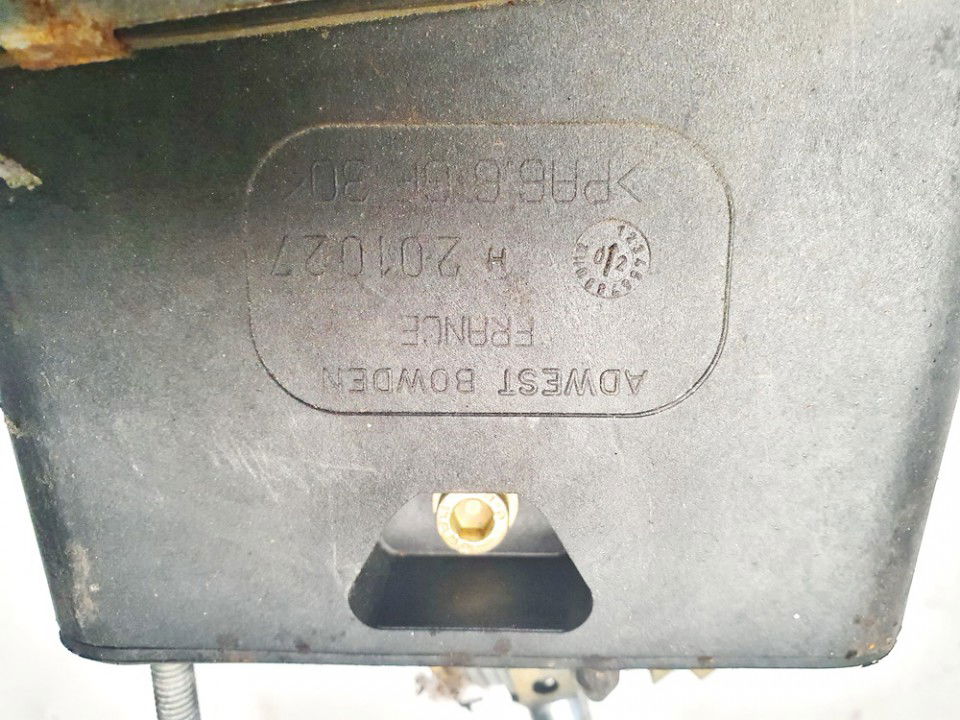 ADWEST BOWDEN
FRANCE
H 201027
>PA6.6 GF 30<